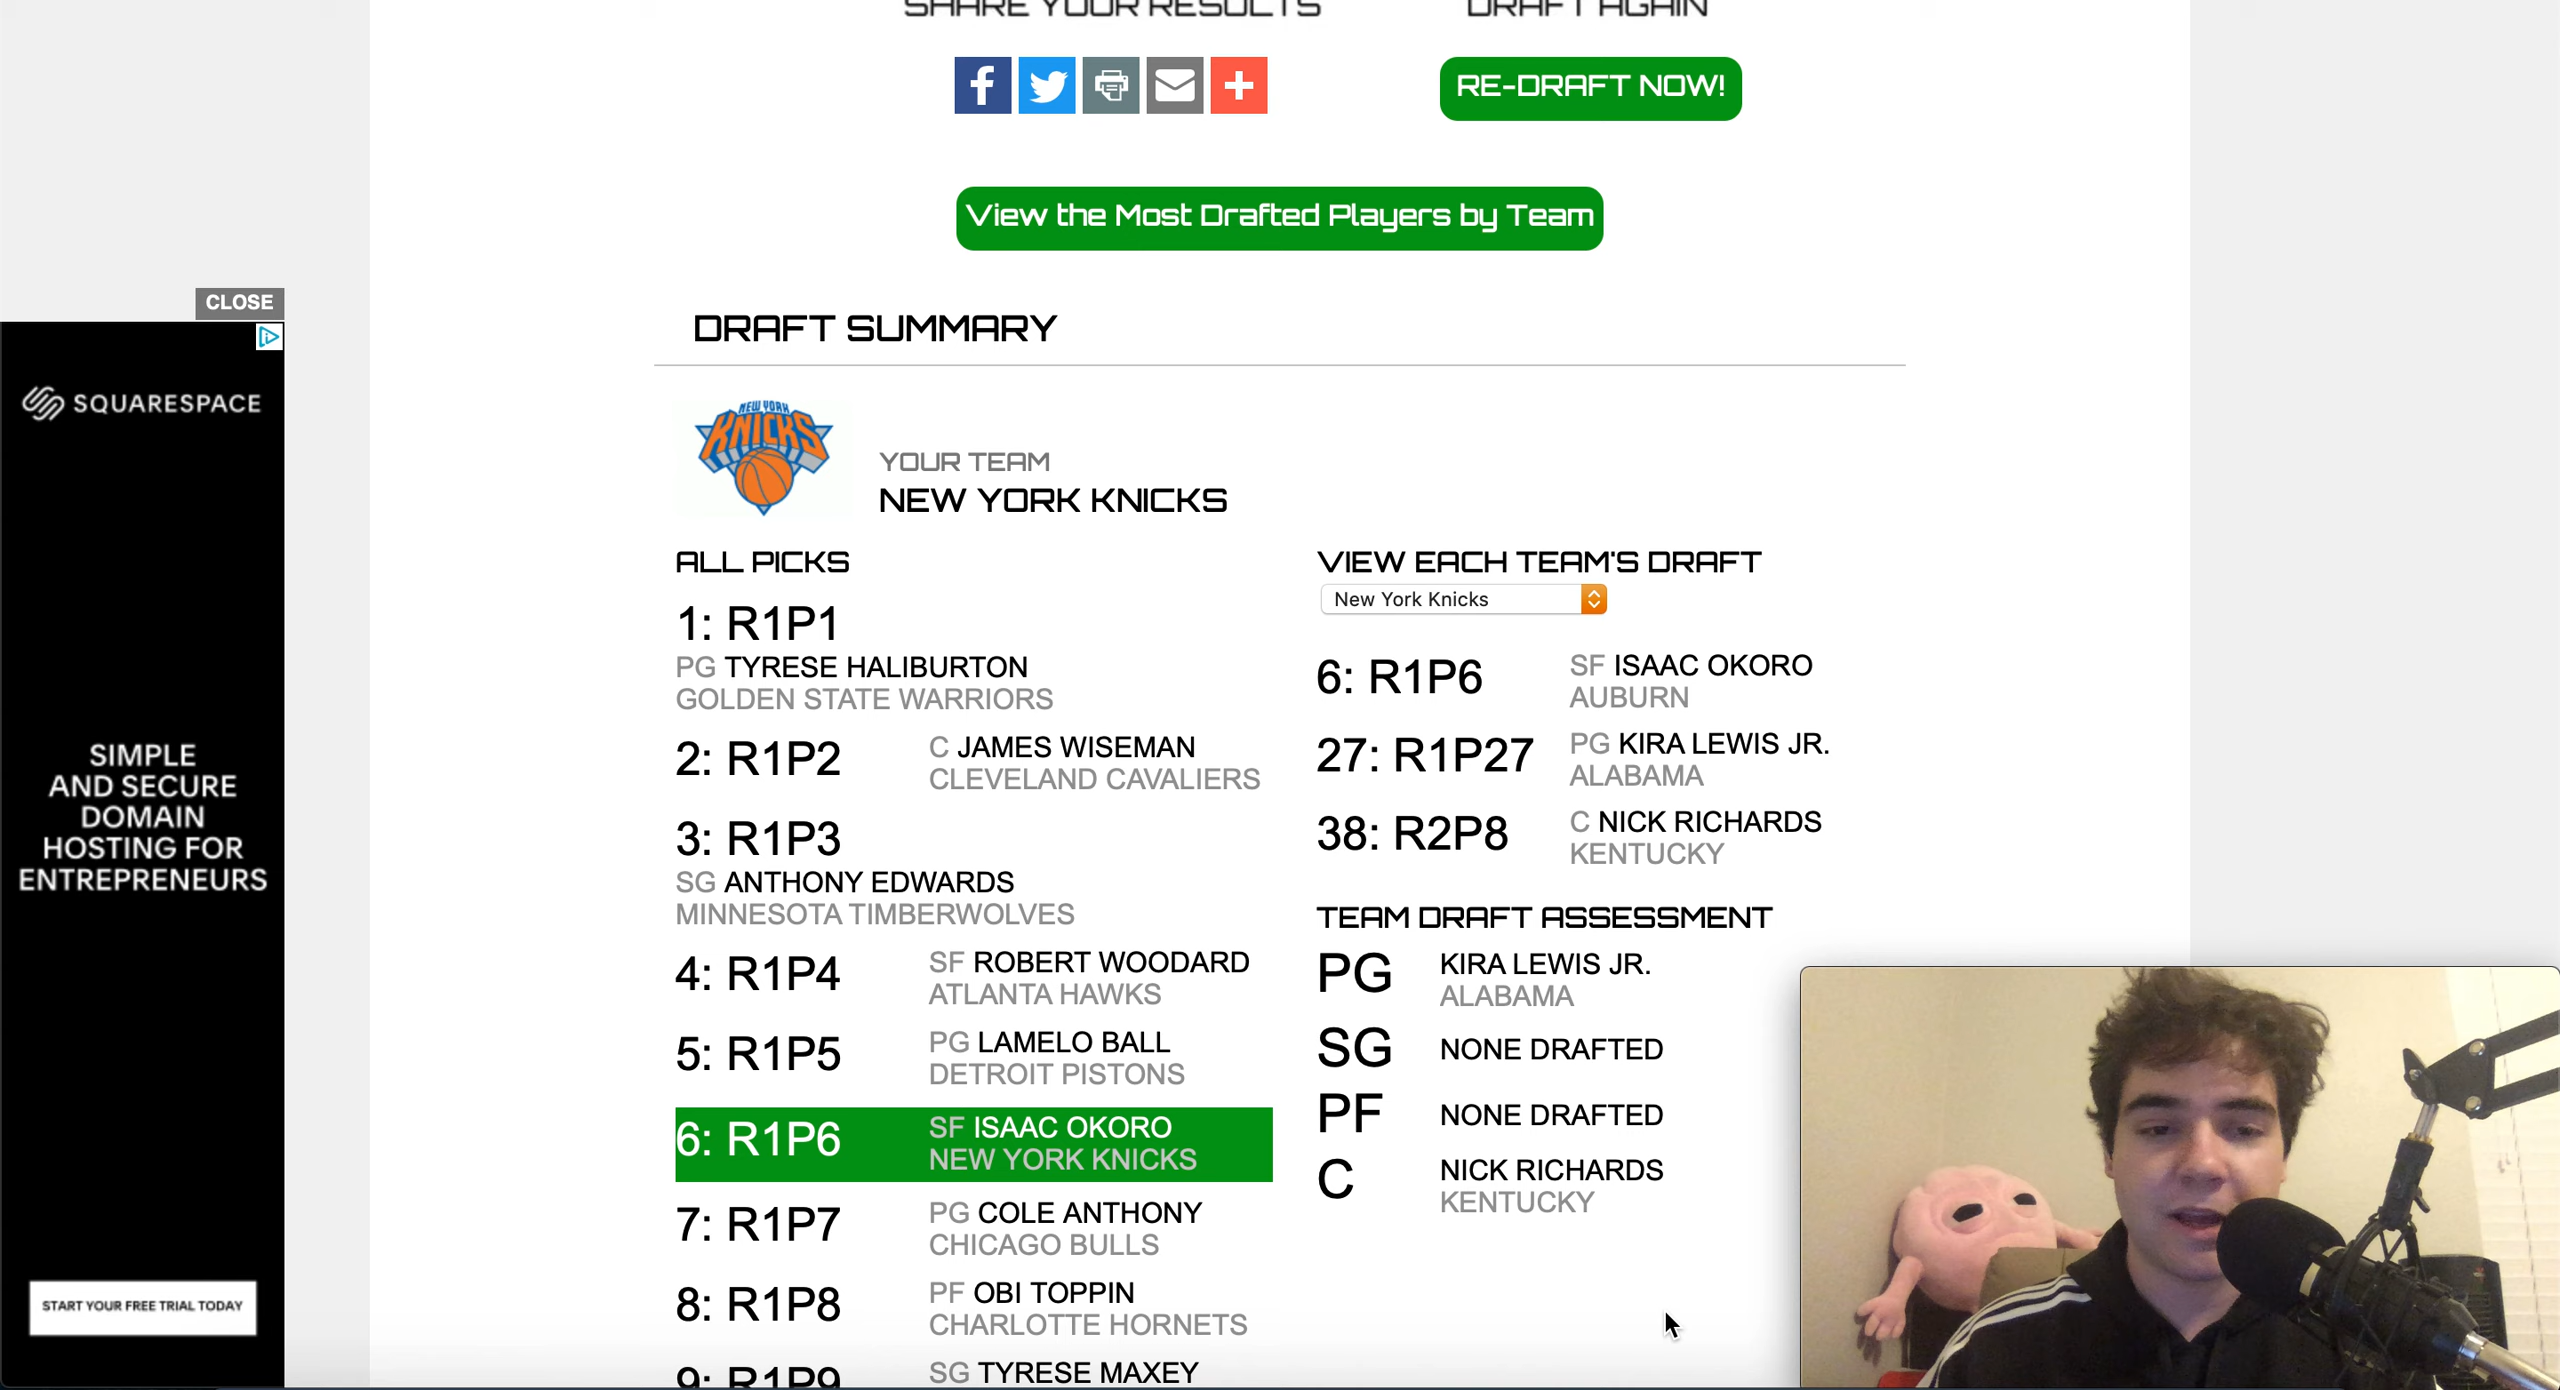 SHARE YOUR RESULTS
DRAFT AGAIN
RE-DRAFT NOW!
View the Most Drafted Players by Team
CLOSE
SQUARESPACE
SIMPLE
AND SECURE
DOMAIN
HOSTING FOR
ENTREPRENEURS
START YOUR FREE TRIAL TODAY
DRAFT SUMMARY
NEW YORK
KNICKS
YOUR TEAM
NEW YORK KNICKS
ALL PICKS
1: R1P1
PG TYRESE HALIBURTON
GOLDEN STATE WARRIORS
2: R1P2
C JAMES WISEMAN
CLEVELAND CAVALIERS
3: R1P3
SG ANTHONY EDWARDS
MINNESOTA TIMBERWOLVES
4: R1P4
SF ROBERT WOODARD
ATLANTA HAWKS
5: R1P5
PG LAMELO BALL
DETROIT PISTONS
6: R1P6
SF ISAAC OKORO
NEW YORK KNICKS
7: R1P7
PG COLE ANTHONY
CHICAGO BULLS
8: R1P8
PF OBI TOPPIN
CHARLOTTE HORNETS
9: R1P9
SG TYRESE MAXEY
VIEW EACH TEAM'S DRAFT
New York Knicks
6: R1P6
SF ISAAC OKORO
AUBURN
27: R1P27
PG KIRA LEWIS JR.
ALABAMA
38: R2P8
C NICK RICHARDS
KENTUCKY
TEAM DRAFT ASSESSMENT
PG
KIRA LEWIS JR.
ALABAMA
SG
NONE DRAFTED
PF
NONE DRAFTED
C
NICK RICHARDS
KENTUCKY